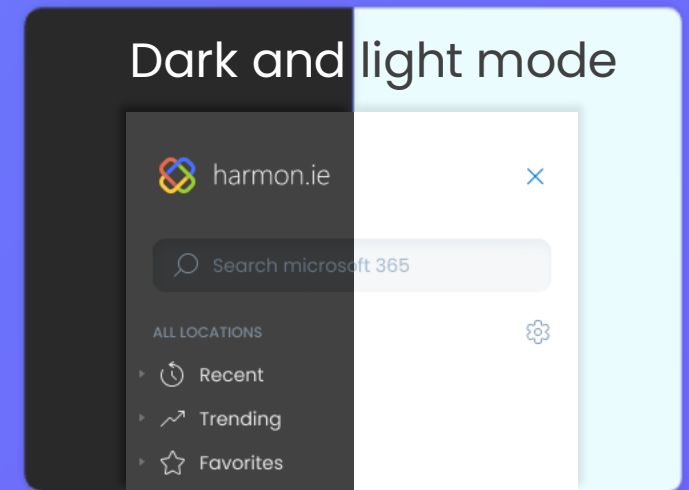 Dark and light mode
harmon.ie
Search microsoft 365
ALL LOCATIONS
Recent
Trending
Favorites